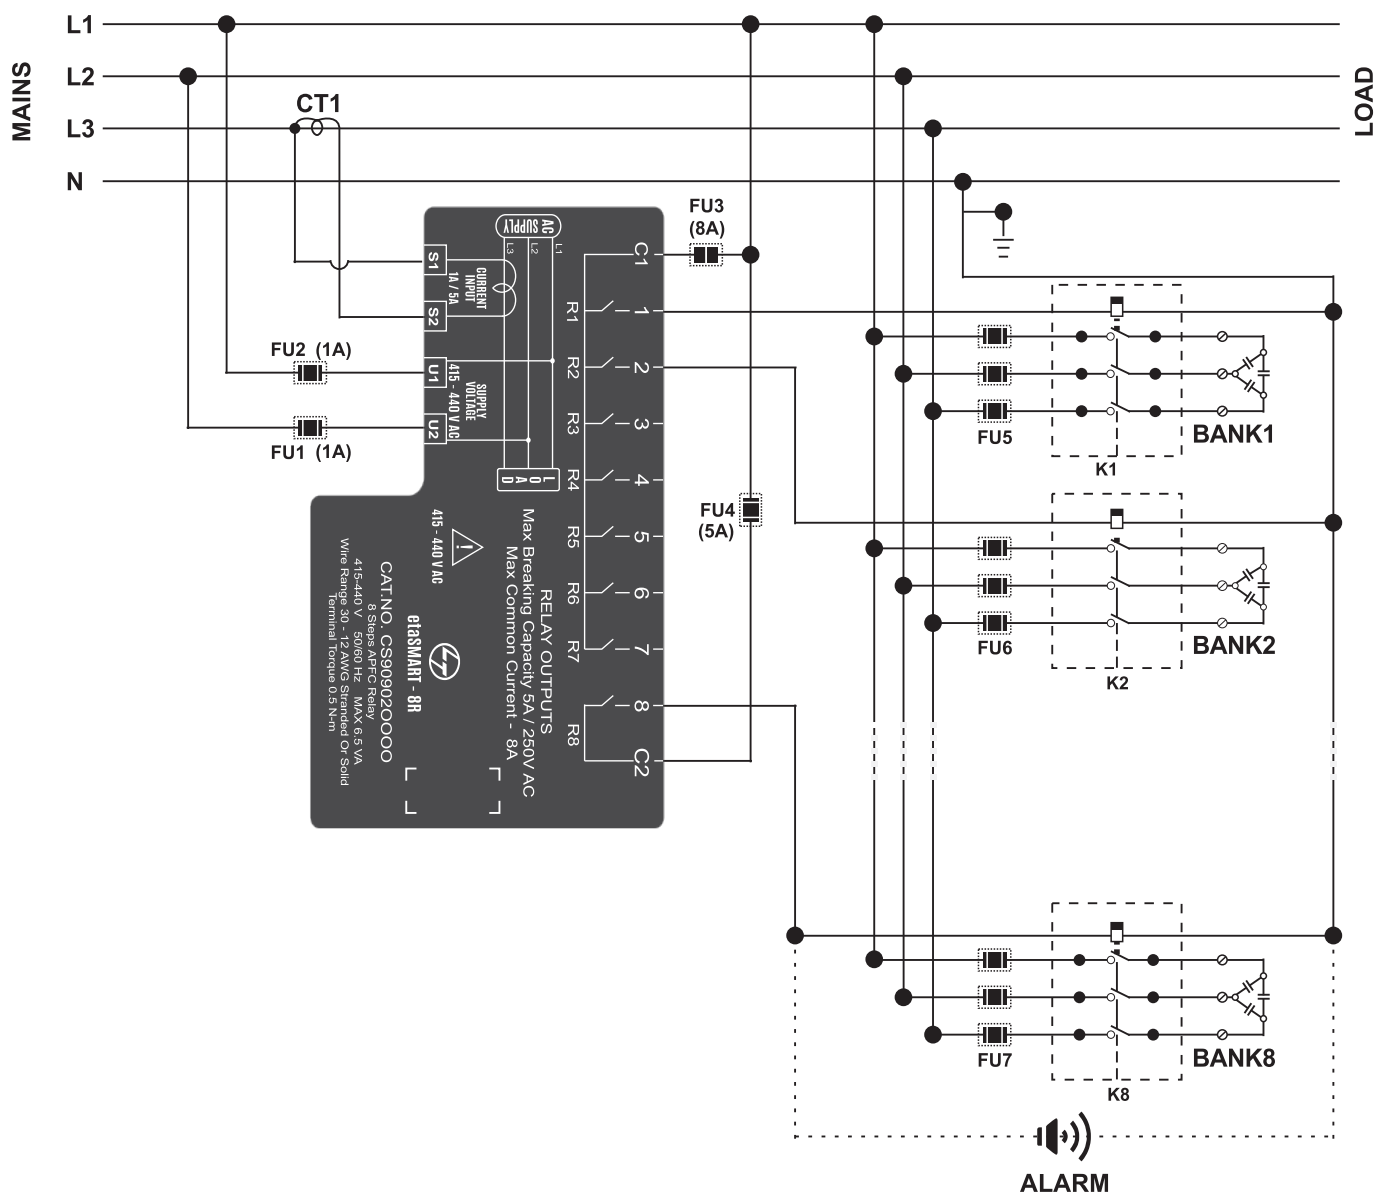 L1
L2
L3
N
MAINS
LOAD
CT1
FU3
(8A)
FU2 (1A)
FU1 (1A)
FU4
(5A)
AC
SUPPLY
L3 L2 L1
S1
S2
U1
U2
CURRENT
INPUT
1A / 5A
SUPPLY
VOLTAGE
415 - 440 V AC
LOAD
C1
1
2
3
4
5
6
7
8
C2
R1
R2
R3
R4
R5
R6
R7
R8
RELAY OUTPUTS
Max Breaking Capacity 5A / 250V AC
Max Common Current - 8A
415 - 440 V AC
etaSMART - 8R
CAT.NO. CS90902OOOO
8 Steps APFC Relay
415-440 V 50/60 Hz MAX 6.5 VA
Wire Range 30 - 12 AWG Stranded Or Solid
Terminal Torque 0.5 N-m
FU5
K1
BANK1
FU6
K2
BANK2
FU7
K8
BANK8
ALARM